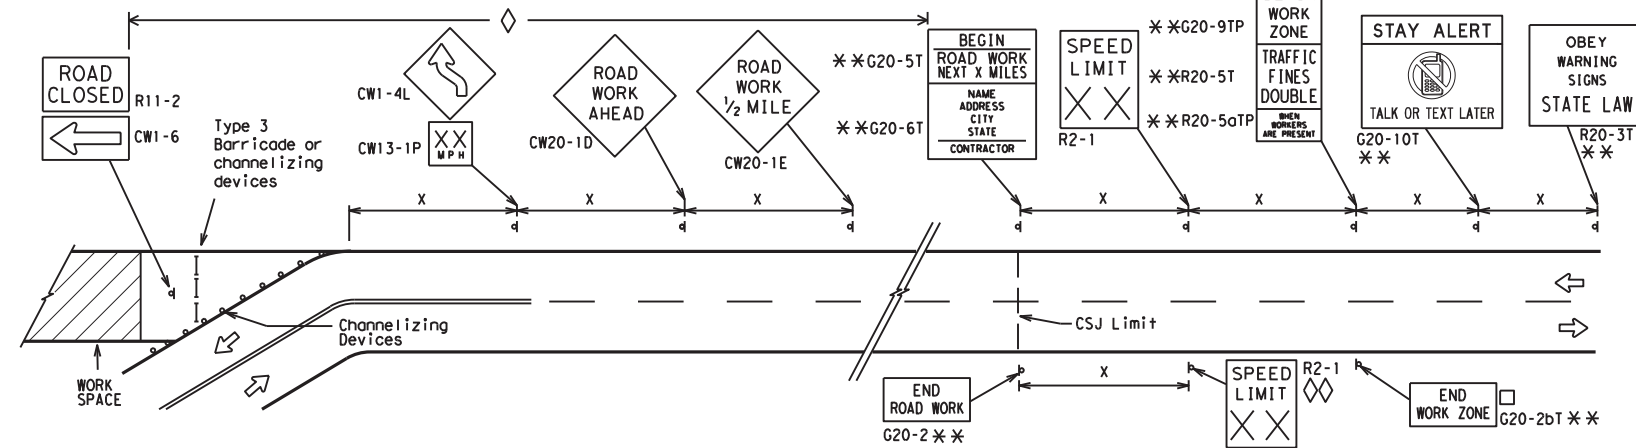 ROAD
CLOSED
R11-2
CW1-6
Type 3
Barricade or
channelizing
devices
CW1-4L
XX
MPH
CW13-1P
ROAD
WORK
AHEAD
CW20-1D
ROAD
WORK
1/2 MILE
CW20-1E
**G20-5T
BEGIN
ROAD WORK
NEXT X MILES
**G20-6T
NAME
ADDRESS
CITY
STATE
CONTRACTOR
SPEED
LIMIT
XX
R2-1
**G20-9TP
WORK
ZONE
**R20-5T
TRAFFIC
FINES
DOUBLE
**R20-5aTP
WHEN
WORKERS
ARE PRESENT
STAY ALERT
TALK OR TEXT LATER
G20-10T
**
OBEY
WARNING
SIGNS
STATE LAW
R20-3T
**
X
X
X
X
X
X
X
Channelizing
Devices
CSJ Limit
WORK
SPACE
END
ROAD WORK
G20-2**
X
SPEED
LIMIT
XX
R2-1
END
WORK ZONE
G20-2bT**